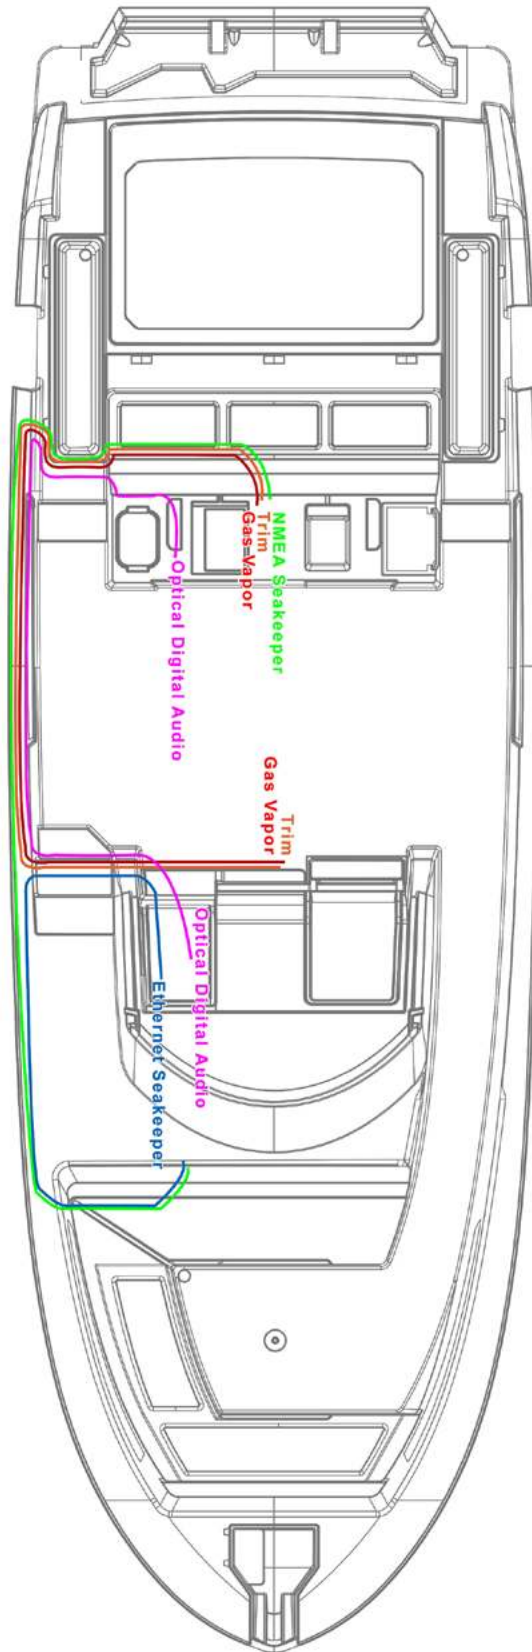 NMEA Seakeeper
Trim
Gas Vapor
Optical Digital Audio
Trim
Gas Vapor
Optical Digital Audio
Ethernet Seakeeper